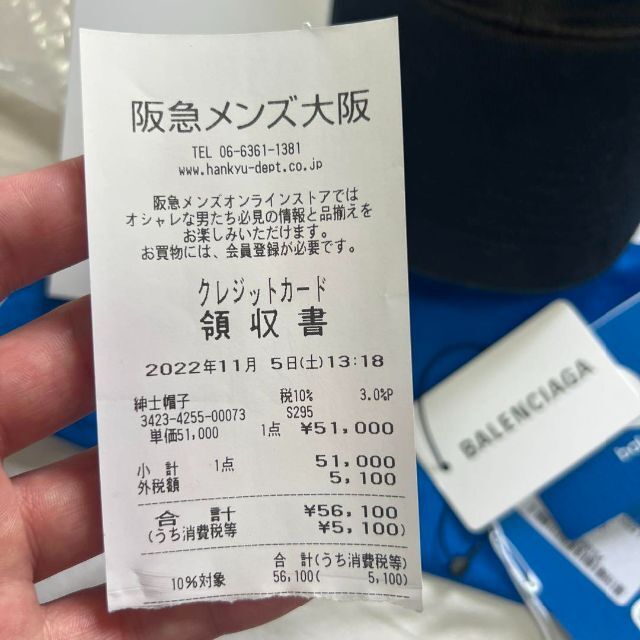 阪急メンズ大阪
TEL 06-6361-1381
www.hankyu-dept.co.jp
阪急メンズオンラインストアでは
オシャレな男たち必見の情報と品揃えを
お楽しみいただけます。
お買物には、会員登録が必要です。
クレジットカード
領収書
2022年11月 5日(土)13:18
紳士帽子 税10% 3.0%P
3423-4255-00073 S295
単価51,000 1点 ¥51,000
小 計 1点 51,000
外税額 5,100
合 計 ¥56,100
(うち消費税等 ¥5,100)
合 計(うち消費税等)
10%対象 56,100( 5,100)
BALENCIAGA